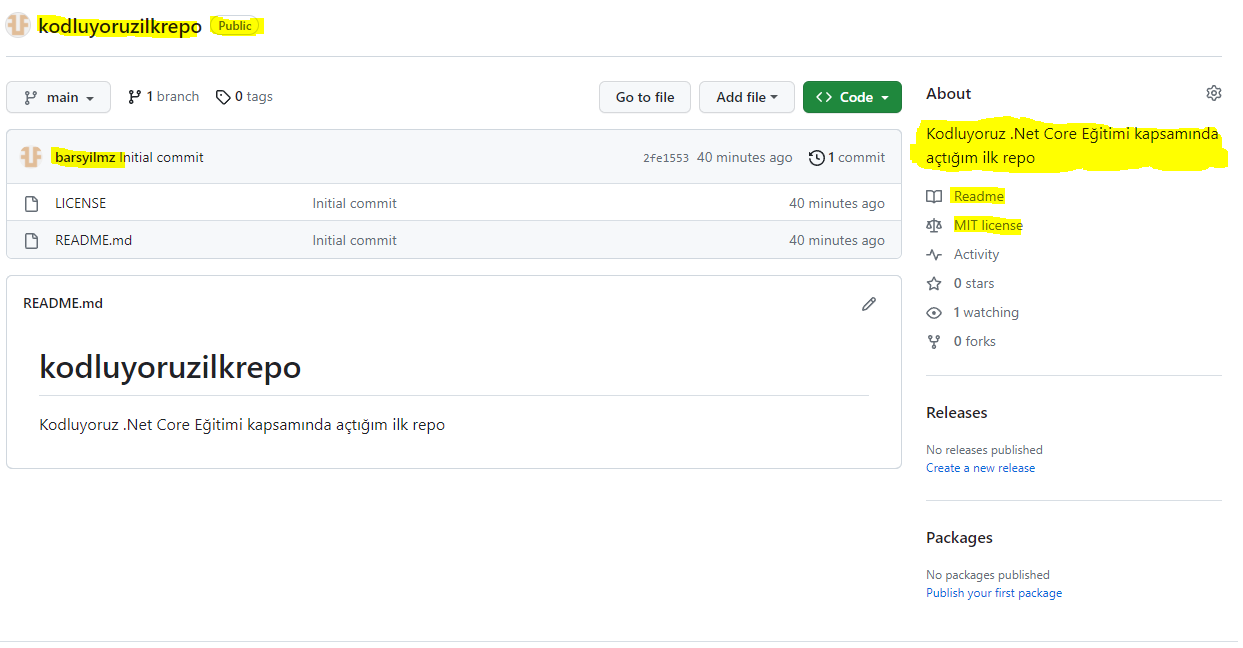 kodluyoruzilkrepo Public
main 1 branch 0 tags Go to file Add file Code
barsyilmz Initial commit 2fe1553 40 minutes ago 1 commit
LICENSE Initial commit 40 minutes ago
README.md Initial commit 40 minutes ago
README.md
kodluyoruzilkrepo
Kodluyoruz .Net Core Eğitimi kapsamında açtığım ilk repo
About
Kodluyoruz .Net Core Eğitimi kapsamında
açtığım ilk repo
Readme
MIT license
Activity
0 stars
1 watching
0 forks
Releases
No releases published
Create a new release
Packages
No packages published
Publish your first package